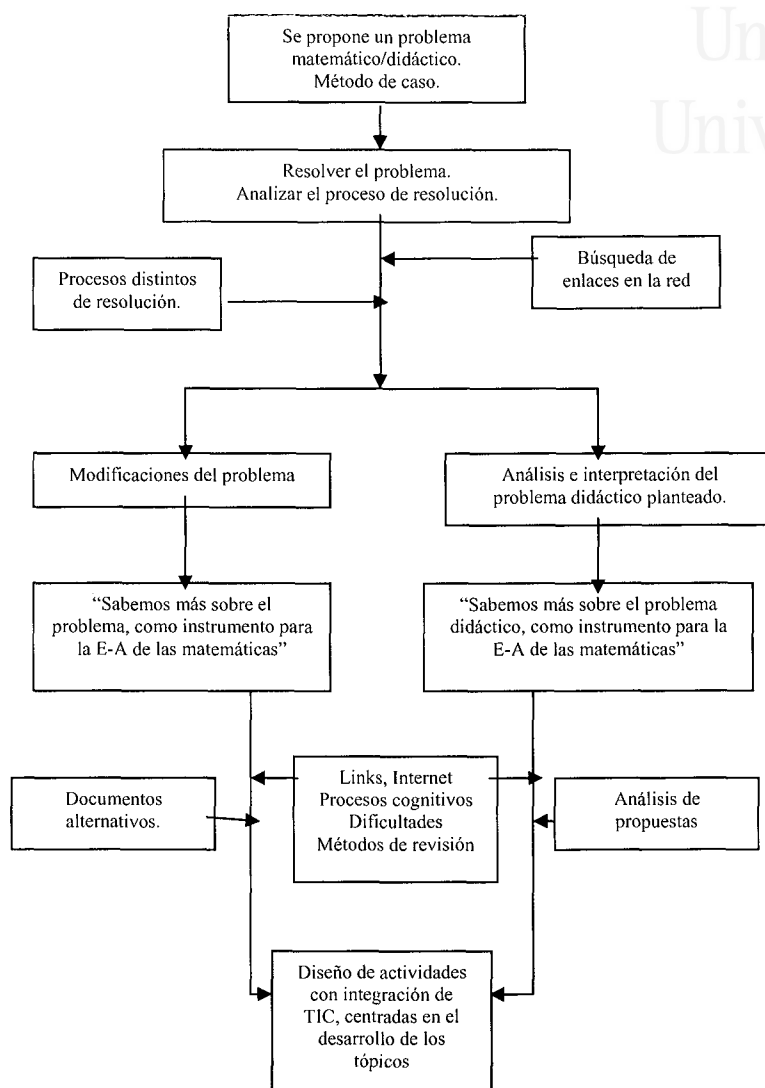 Un
Univ
Se propone un problema
matemático/didáctico.
Método de caso.
Resolver el problema.
Analizar el proceso de resolución.
Búsqueda de
enlaces en la red
Procesos distintos
de resolución.
Modificaciones del problema
Análisis e interpretación del
problema didáctico planteado.
“Sabemos más sobre el
problema, como instrumento para
la E-A de las matemáticas”
“Sabemos más sobre el problema
didáctico, como instrumento para la
E-A de las matemáticas”
Documentos
alternativos.
Links, Internet
Procesos cognitivos
Dificultades
Métodos de revisión
Análisis de
propuestas
Diseño de actividades
con integración de
TIC, centradas en el
desarrollo de los
tópicos